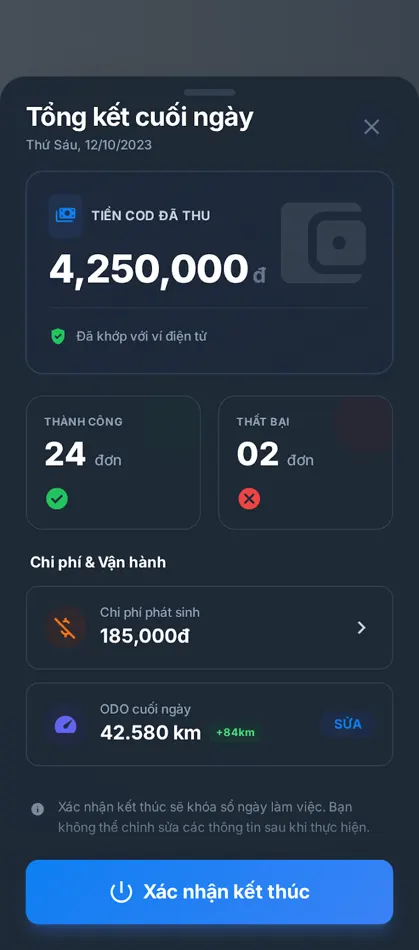 Tổng kết cuối ngày
Thứ Sáu, 12/10/2023
TIỀN COD ĐÃ THU
4,250,000 đ
Đã khớp với ví điện tử
THÀNH CÔNG
24 đơn
THẤT BẠI
02 đơn
Chi phí & Vận hành
Chi phí phát sinh
185,000đ
ODO cuối ngày
42.580 km +84km
SỬA
Xác nhận kết thúc sẽ khóa sổ ngày làm việc. Bạn
không thể chỉnh sửa các thông tin sau khi thực hiện.
Xác nhận kết thúc